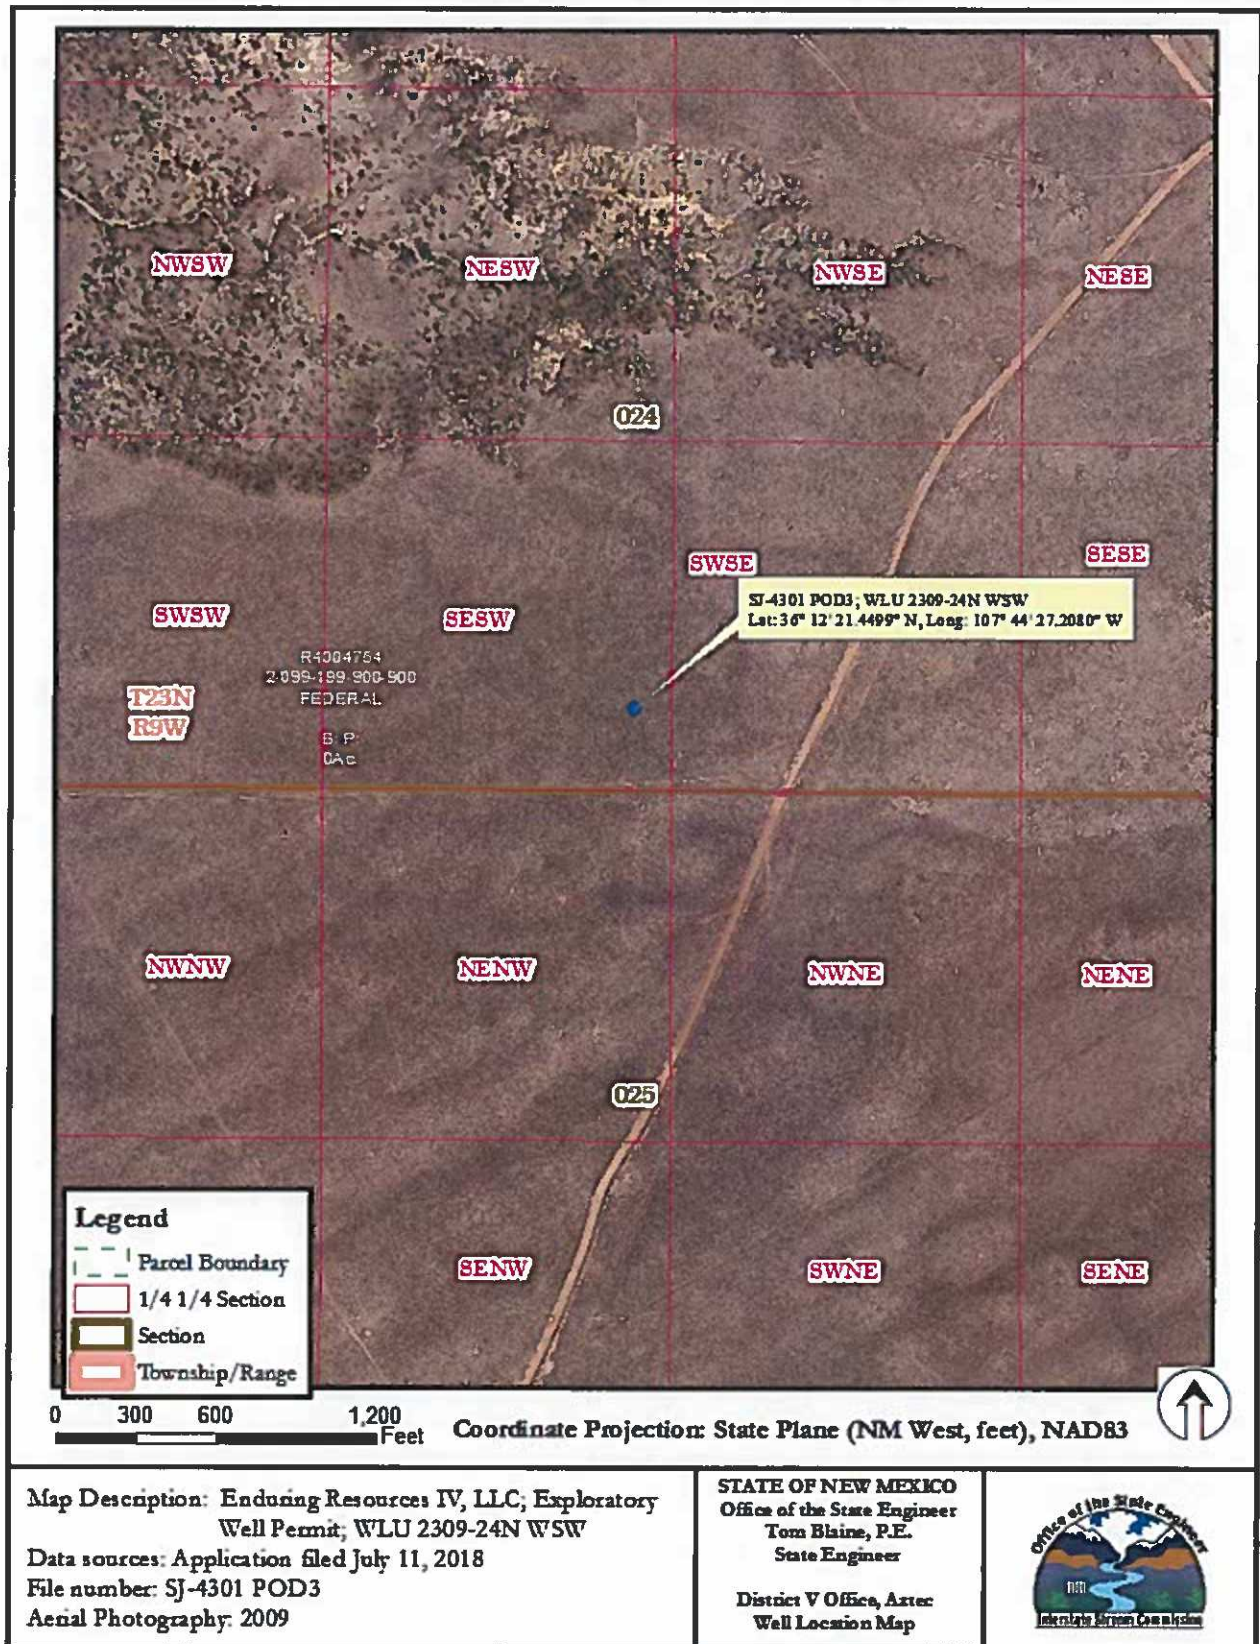 NWSW
NESW
NWSE
NESE
024
SWSE
SESE
SJ-4301 POD3; WLU 2309-24N WSW
Lat: 36° 12' 21.4499" N, Long: 107° 44' 27.2080" W
SWSW
SESW
R4004754
2-099-199-900-900
FEDERAL
T23N
R9W
NWNW
NENW
NWNE
NENE
025
SENW
SWNE
SENE
Legend
Parcel Boundary
1/4 1/4 Section
Section
Township/Range
0 300 600 1,200
Feet
Coordinate Projection: State Plane (NM West, feet), NAD83
Map Description: Enduring Resources IV, LLC; Exploratory
Well Permit; WLU 2309-24N WSW
Data sources: Application filed July 11, 2018
File number: SJ-4301 POD3
Aerial Photography: 2009
STATE OF NEW MEXICO
Office of the State Engineer
Tom Blaine, P.E.
State Engineer
District V Office, Aztec
Well Location Map
Office of the State Engineer
Interstate Stream Commission